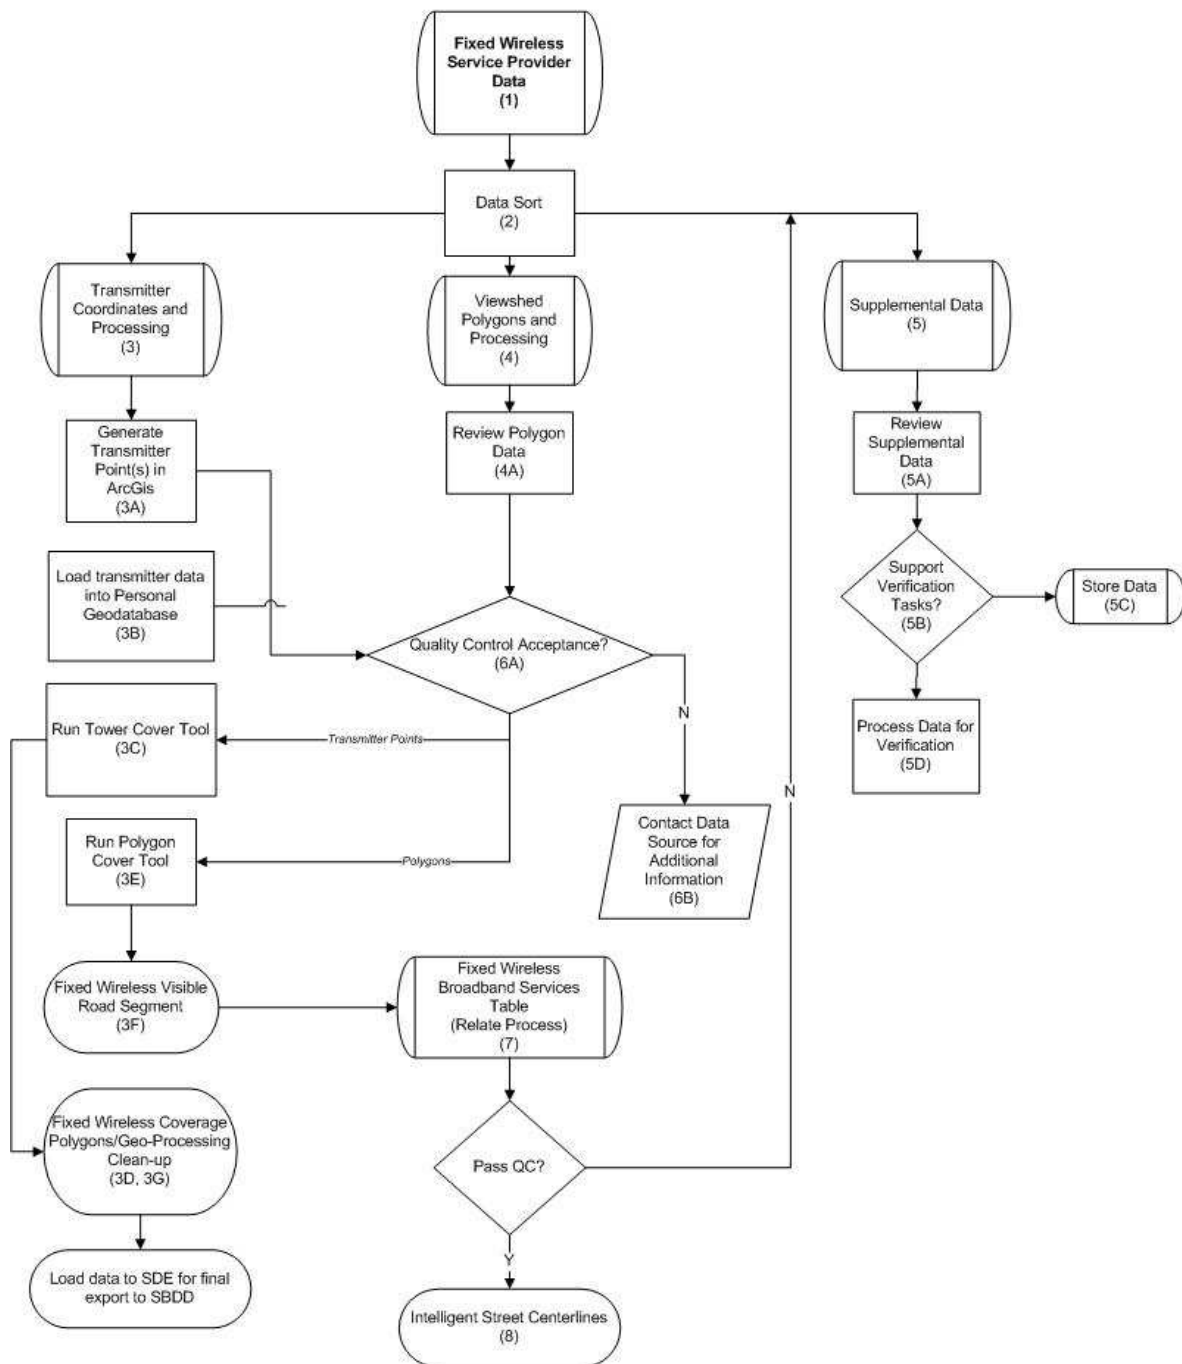 Fixed Wireless
Service Provider
Data
(1)
Data Sort
(2)
Transmitter
Coordinates and
Processing
(3)
Viewshed
Polygons and
Processing
(4)
Supplemental Data
(5)
Generate
Transmitter
Point(s) in
ArcGis
(3A)
Review Polygon
Data
(4A)
Review
Supplemental
Data
(5A)
Load transmitter data
into Personal
Geodatabase
(3B)
Support
Verification
Tasks?
(5B)
Store Data
(5C)
Quality Control Acceptance?
(6A)
N
Run Tower Cover Tool
(3C)
Transmitter Points
Process Data for
Verification
(5D)
N
Contact Data
Source for
Additional
Information
(6B)
Run Polygon
Cover Tool
(3E)
Polygons
Fixed Wireless Visible
Road Segment
(3F)
Fixed Wireless
Broadband Services
Table
(Relate Process)
(7)
Fixed Wireless Coverage
Polygons/Geo-Processing
Clean-up
(3D, 3G)
Pass QC?
Y
Load data to SDE for final
export to SBDD
Intelligent Street Centerlines
(8)